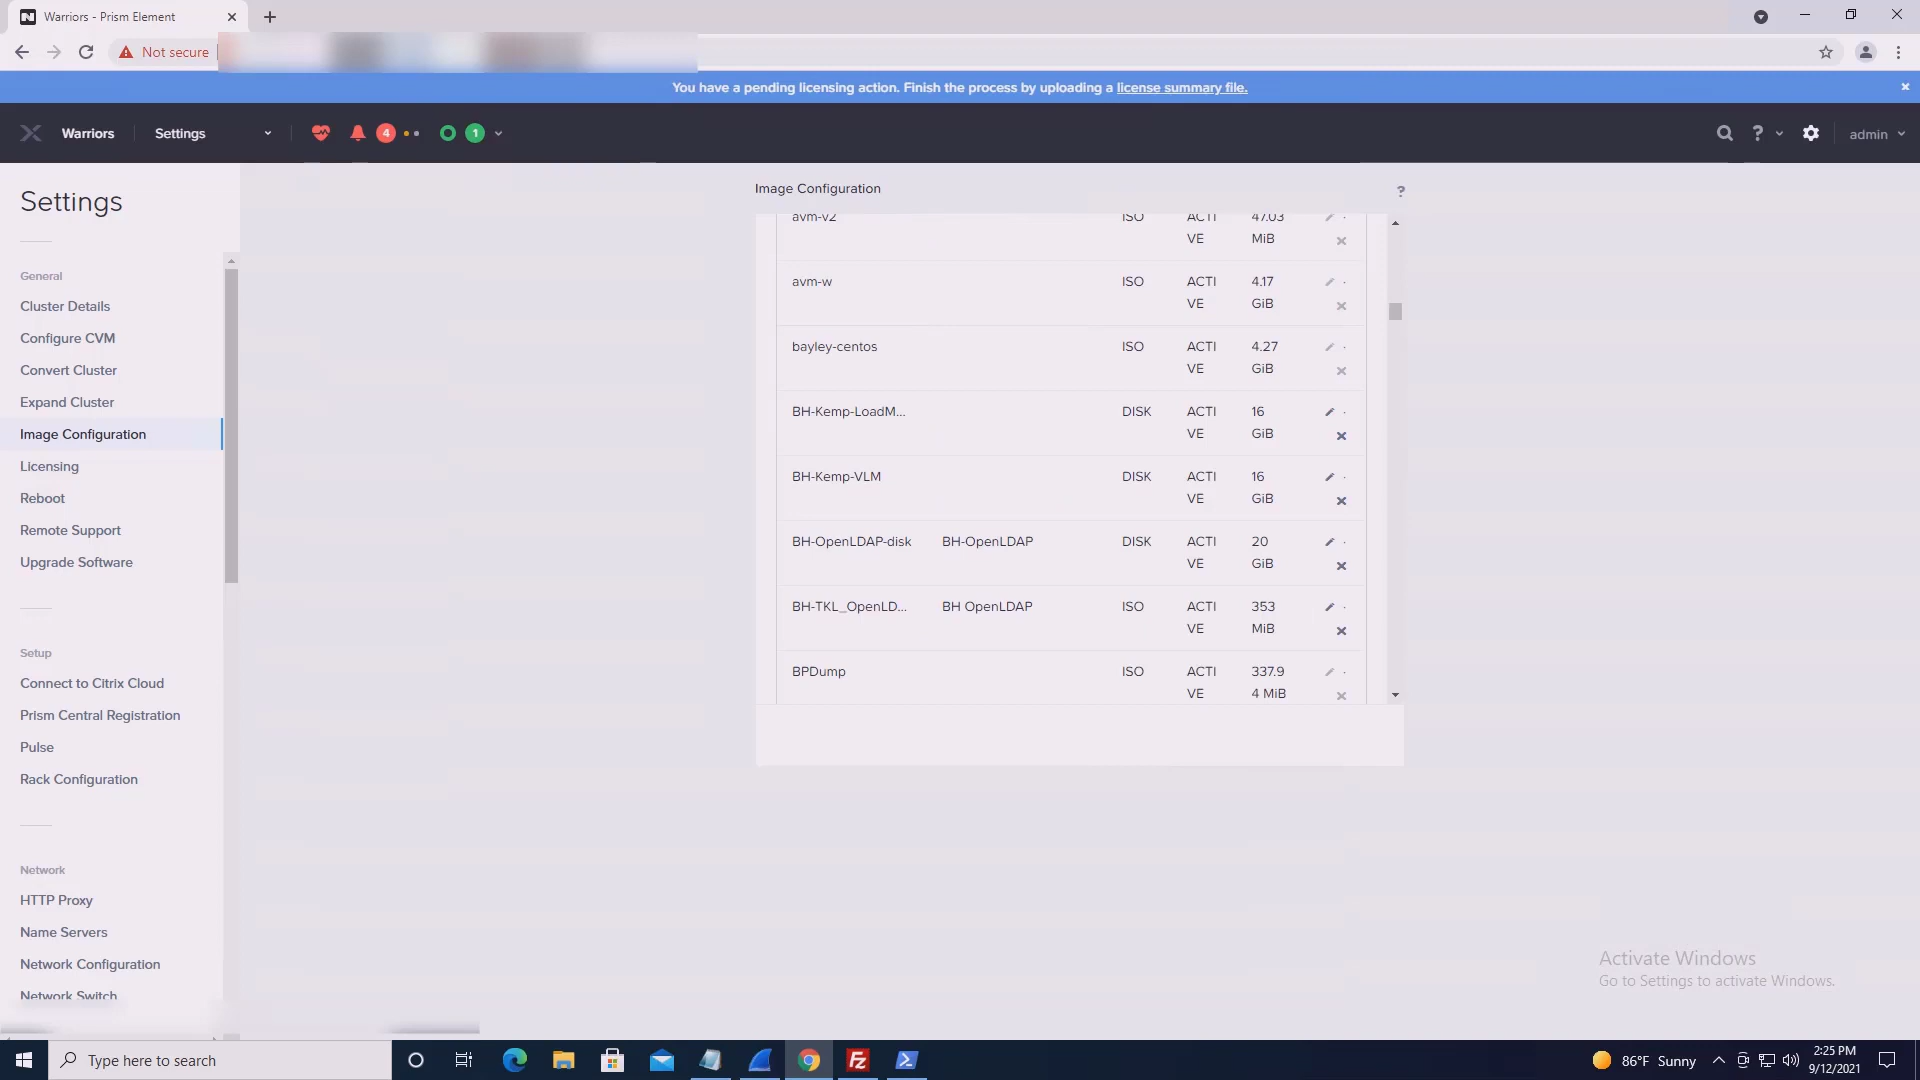 Warriors - Prism Element
Not secure
You have a pending licensing action. Finish the process by uploading a license summary file.
Warriors
Settings
4
1
?
admin
Settings
General
Cluster Details
Configure CVM
Convert Cluster
Expand Cluster
Image Configuration
Licensing
Reboot
Remote Support
Upgrade Software
Setup
Connect to Citrix Cloud
Prism Central Registration
Pulse
Rack Configuration
Network
HTTP Proxy
Name Servers
Network Configuration
Network Switch
Image Configuration
?
avm-v2 ISO ACTI 47.03
VE MiB
avm-w ISO ACTI 4.17
VE GiB
bayley-centos ISO ACTI 4.27
VE GiB
BH-Kemp-LoadM... DISK ACTI 16
VE GiB
BH-Kemp-VLM DISK ACTI 16
VE GiB
BH-OpenLDAP-disk BH-OpenLDAP DISK ACTI 20
VE GiB
BH-TKL_OpenLD... BH OpenLDAP ISO ACTI 353
VE MiB
BPDump ISO ACTI 337.9
VE 4 MiB
Activate Windows
Go to Settings to activate Windows.
Type here to search
Fz
86°F Sunny
2:25 PM
9/12/2021